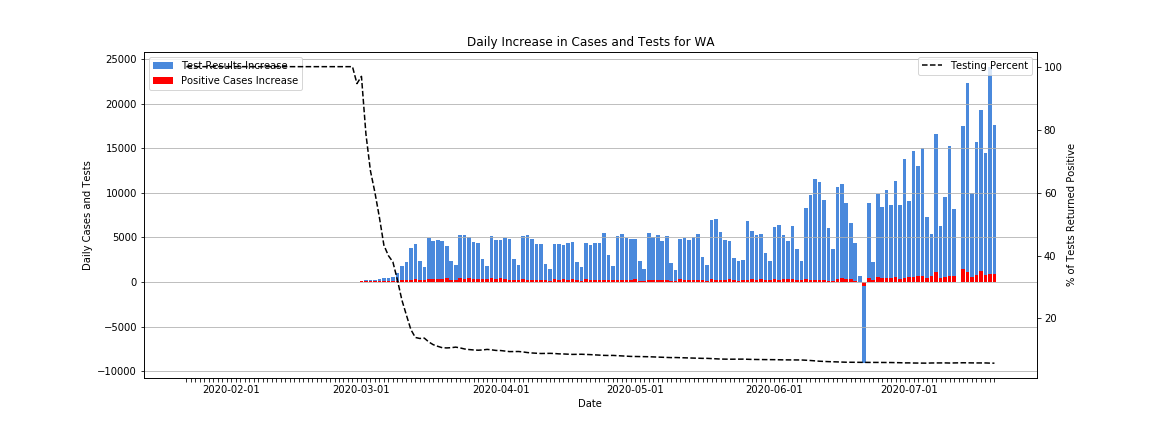 Daily Increase in Cases and Tests for WA
Test Results Increase
Positive Cases Increase
Testing Percent
25000
20000
15000
10000
5000
0
−5000
−10000
Daily Cases and Tests
100
80
60
40
20
% of Tests Returned Positive
2020-02-01
2020-03-01
2020-04-01
2020-05-01
2020-06-01
2020-07-01
Date